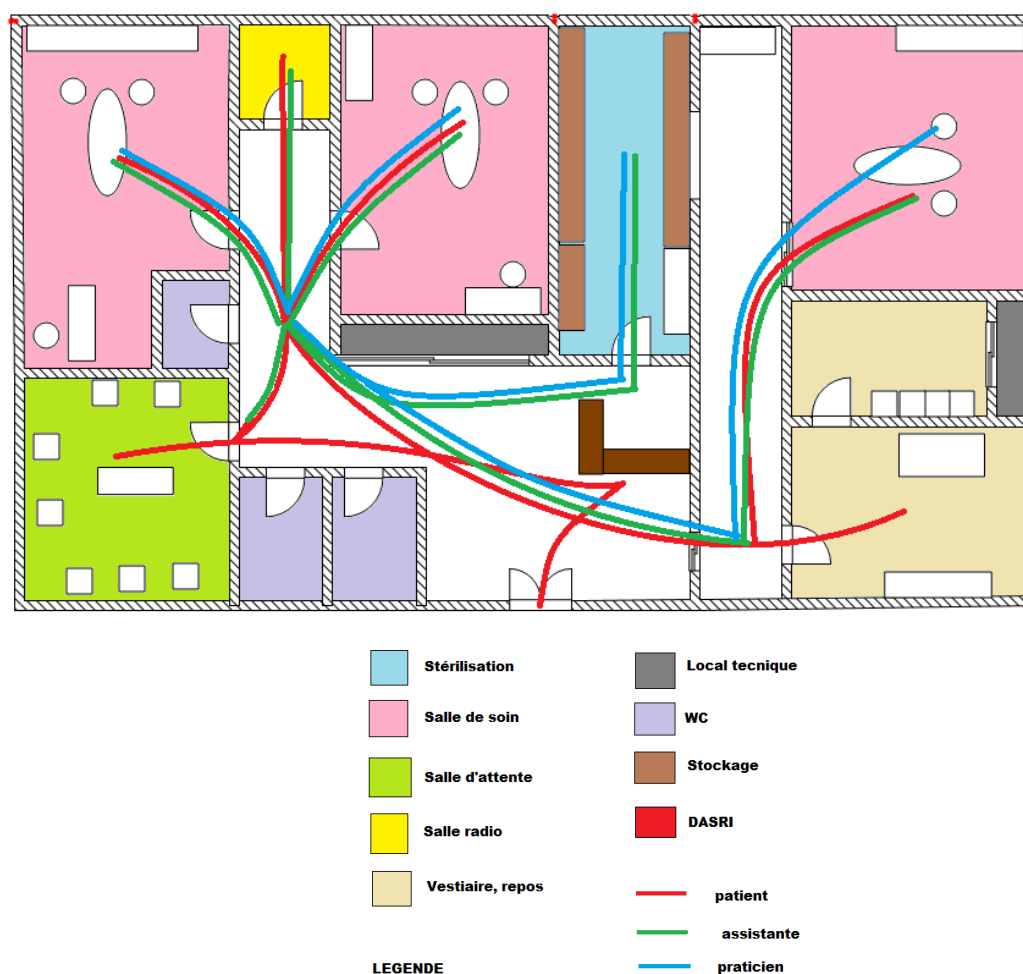 Stérilisation
Local tecnique
Salle de soin
WC
Salle d'attente
Stockage
Salle radio
DASRI
Vestiaire, repos
patient
assistante
LEGENDE
praticien